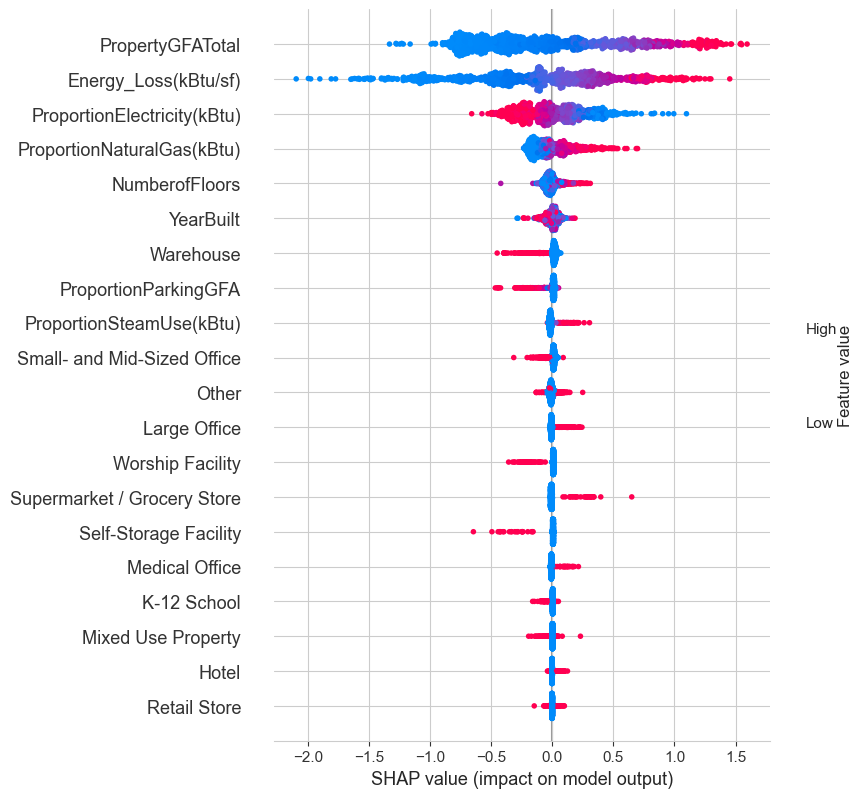 PropertyGFATotal
Energy_Loss(kBtu/sf)
ProportionElectricity(kBtu)
ProportionNaturalGas(kBtu)
NumberofFloors
YearBuilt
Warehouse
ProportionParkingGFA
ProportionSteamUse(kBtu)
Small- and Mid-Sized Office
Other
Large Office
Worship Facility
Supermarket / Grocery Store
Self-Storage Facility
Medical Office
K-12 School
Mixed Use Property
Hotel
Retail Store
−2.0 −1.5 −1.0 −0.5 0.0 0.5 1.0 1.5
SHAP value (impact on model output)
High
Low
Feature value